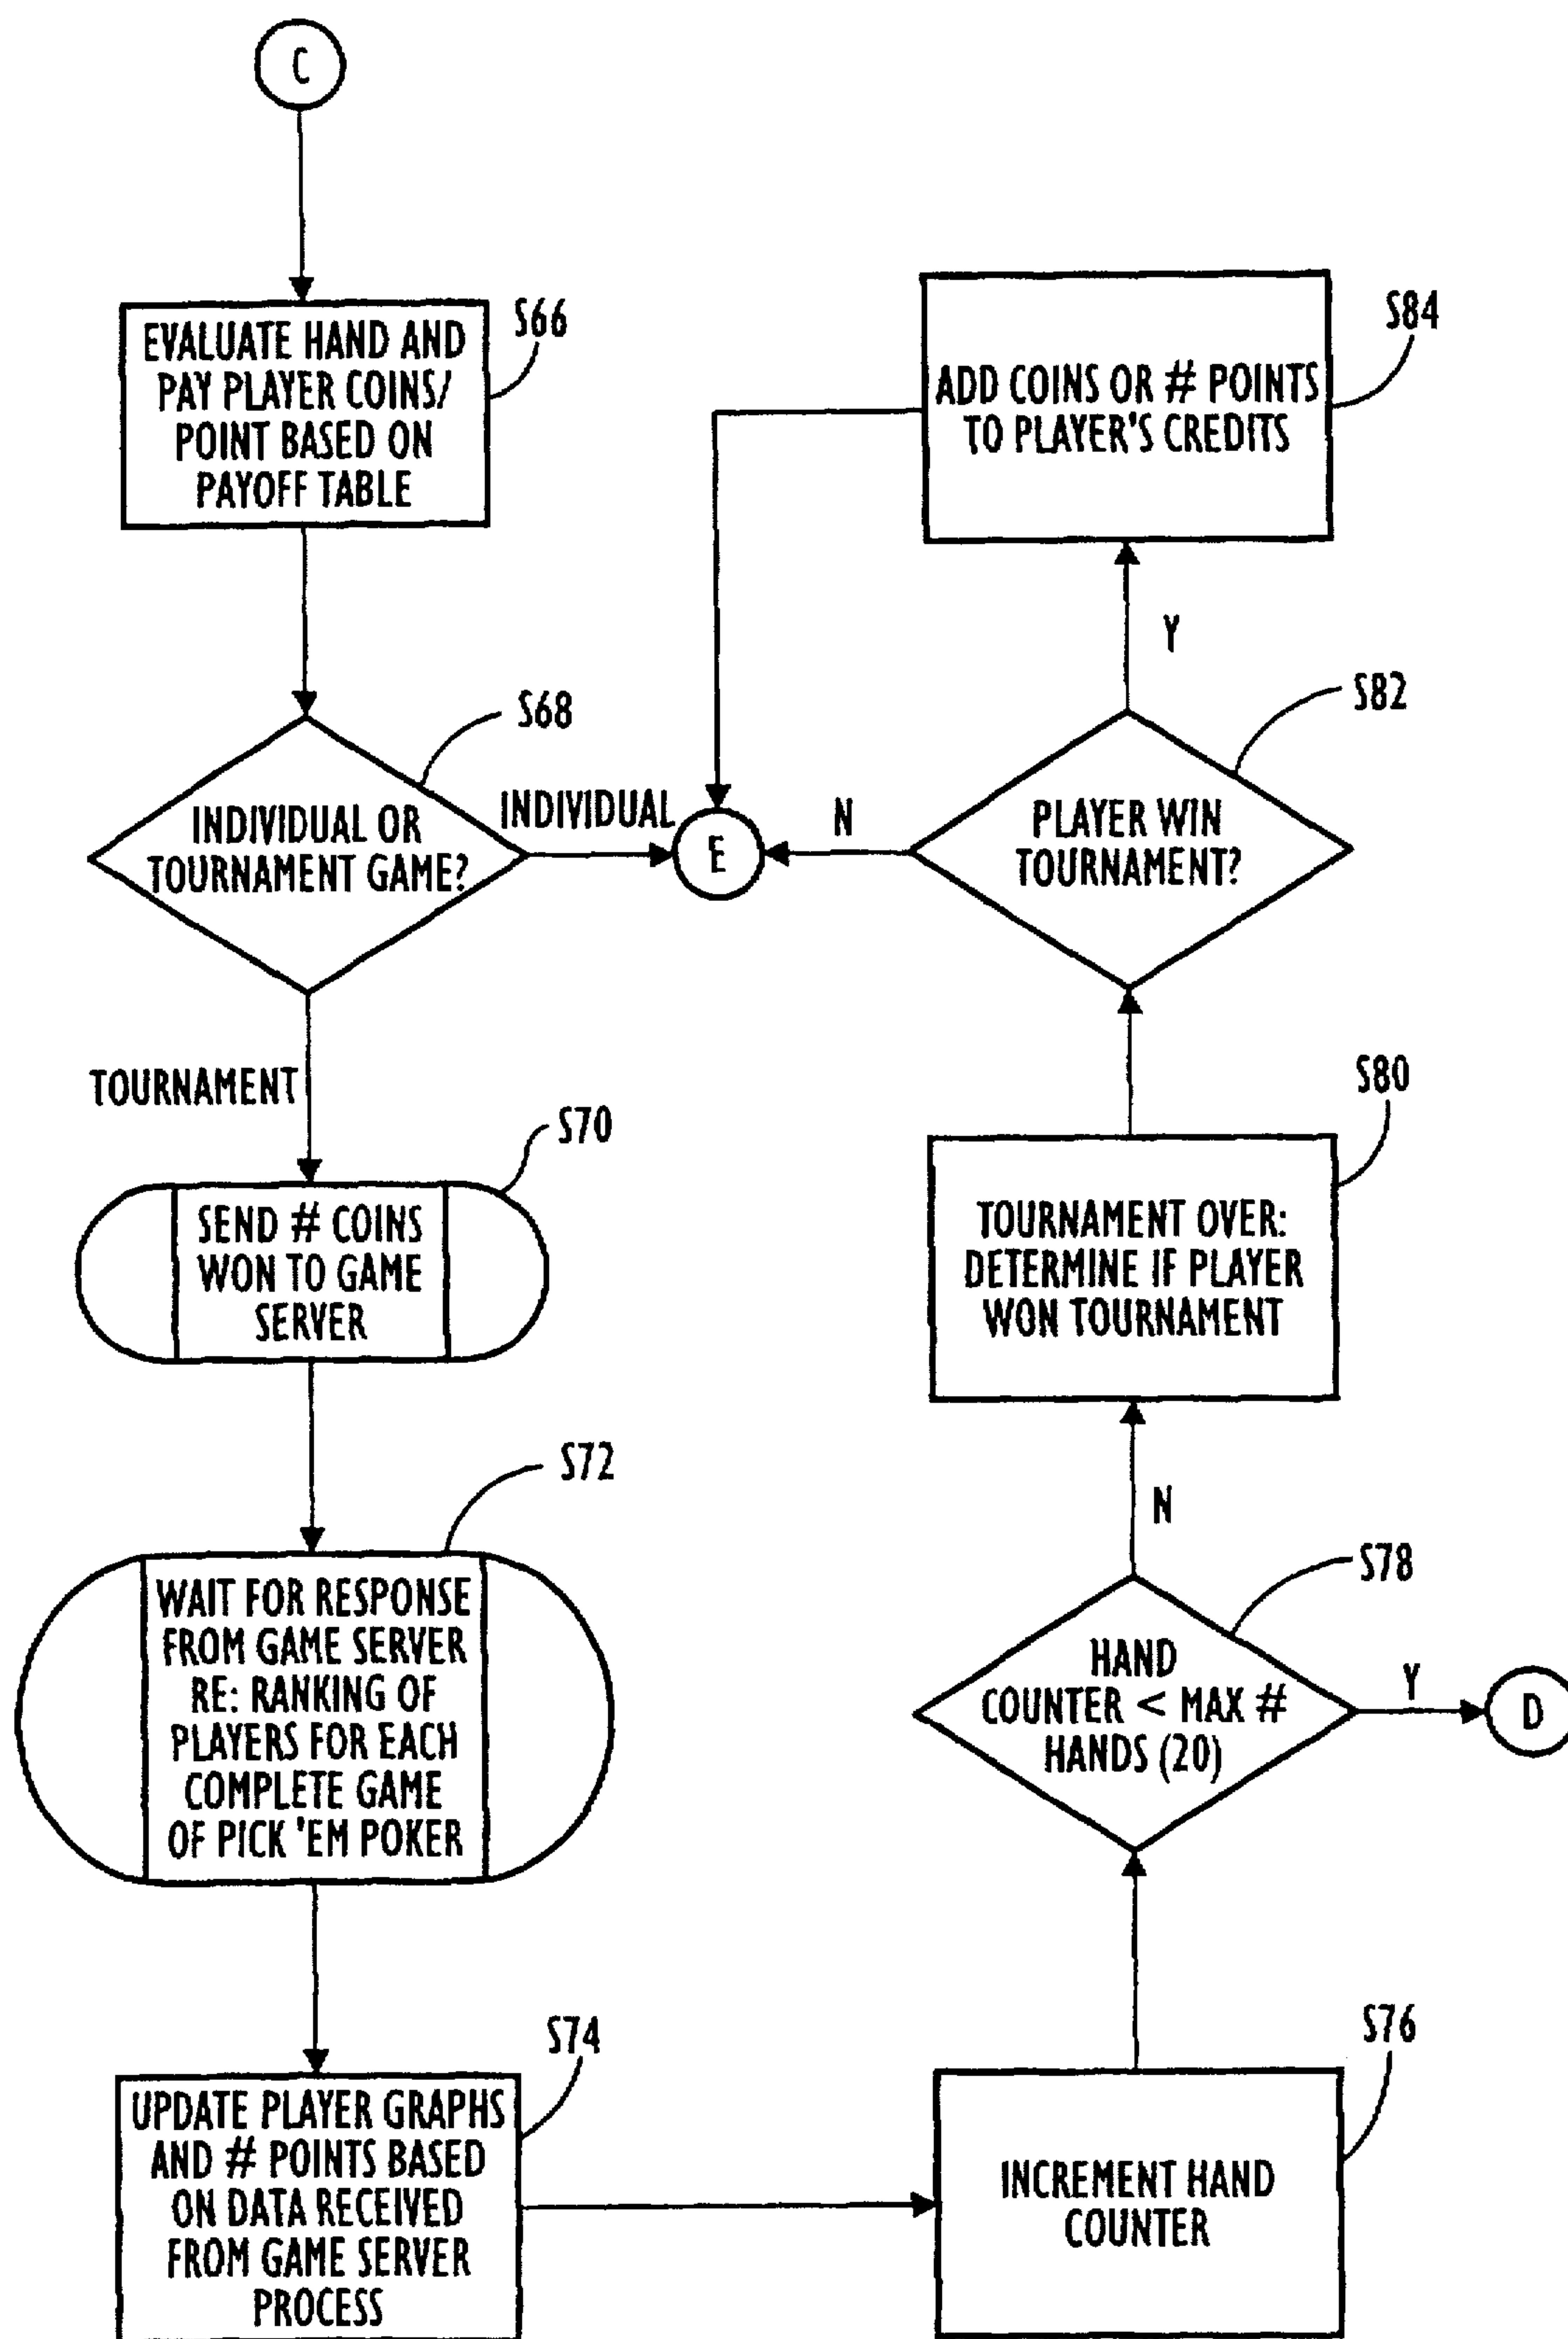 C
EVALUATE HAND AND
PAY PLAYER COINS/
POINT BASED ON
PAYOFF TABLE
S66
INDIVIDUAL OR
TOURNAMENT GAME?
S68
INDIVIDUAL
E
TOURNAMENT
SEND # COINS
WON TO GAME
SERVER
S70
WAIT FOR RESPONSE
FROM GAME SERVER
RE: RANKING OF
PLAYERS FOR EACH
COMPLETE GAME
OF PICK 'EM POKER
S72
UPDATE PLAYER GRAPHS
AND # POINTS BASED
ON DATA RECEIVED
FROM GAME SERVER
PROCESS
S74
INCREMENT HAND
COUNTER
S76
HAND
COUNTER < MAX #
HANDS (20)
S78
Y
D
N
TOURNAMENT OVER:
DETERMINE IF PLAYER
WON TOURNAMENT
S80
PLAYER WIN
TOURNAMENT?
S82
N
Y
ADD COINS OR # POINTS
TO PLAYER'S CREDITS
S84